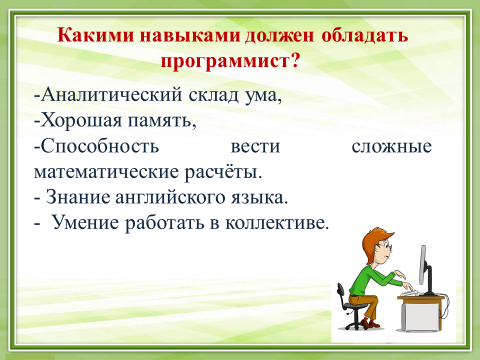 Какими навыками должен обладать
программист?
-Аналитический склад ума,
-Хорошая память,
-Способность вести сложные
математические расчёты.
- Знание английского языка.
- Умение работать в коллективе.